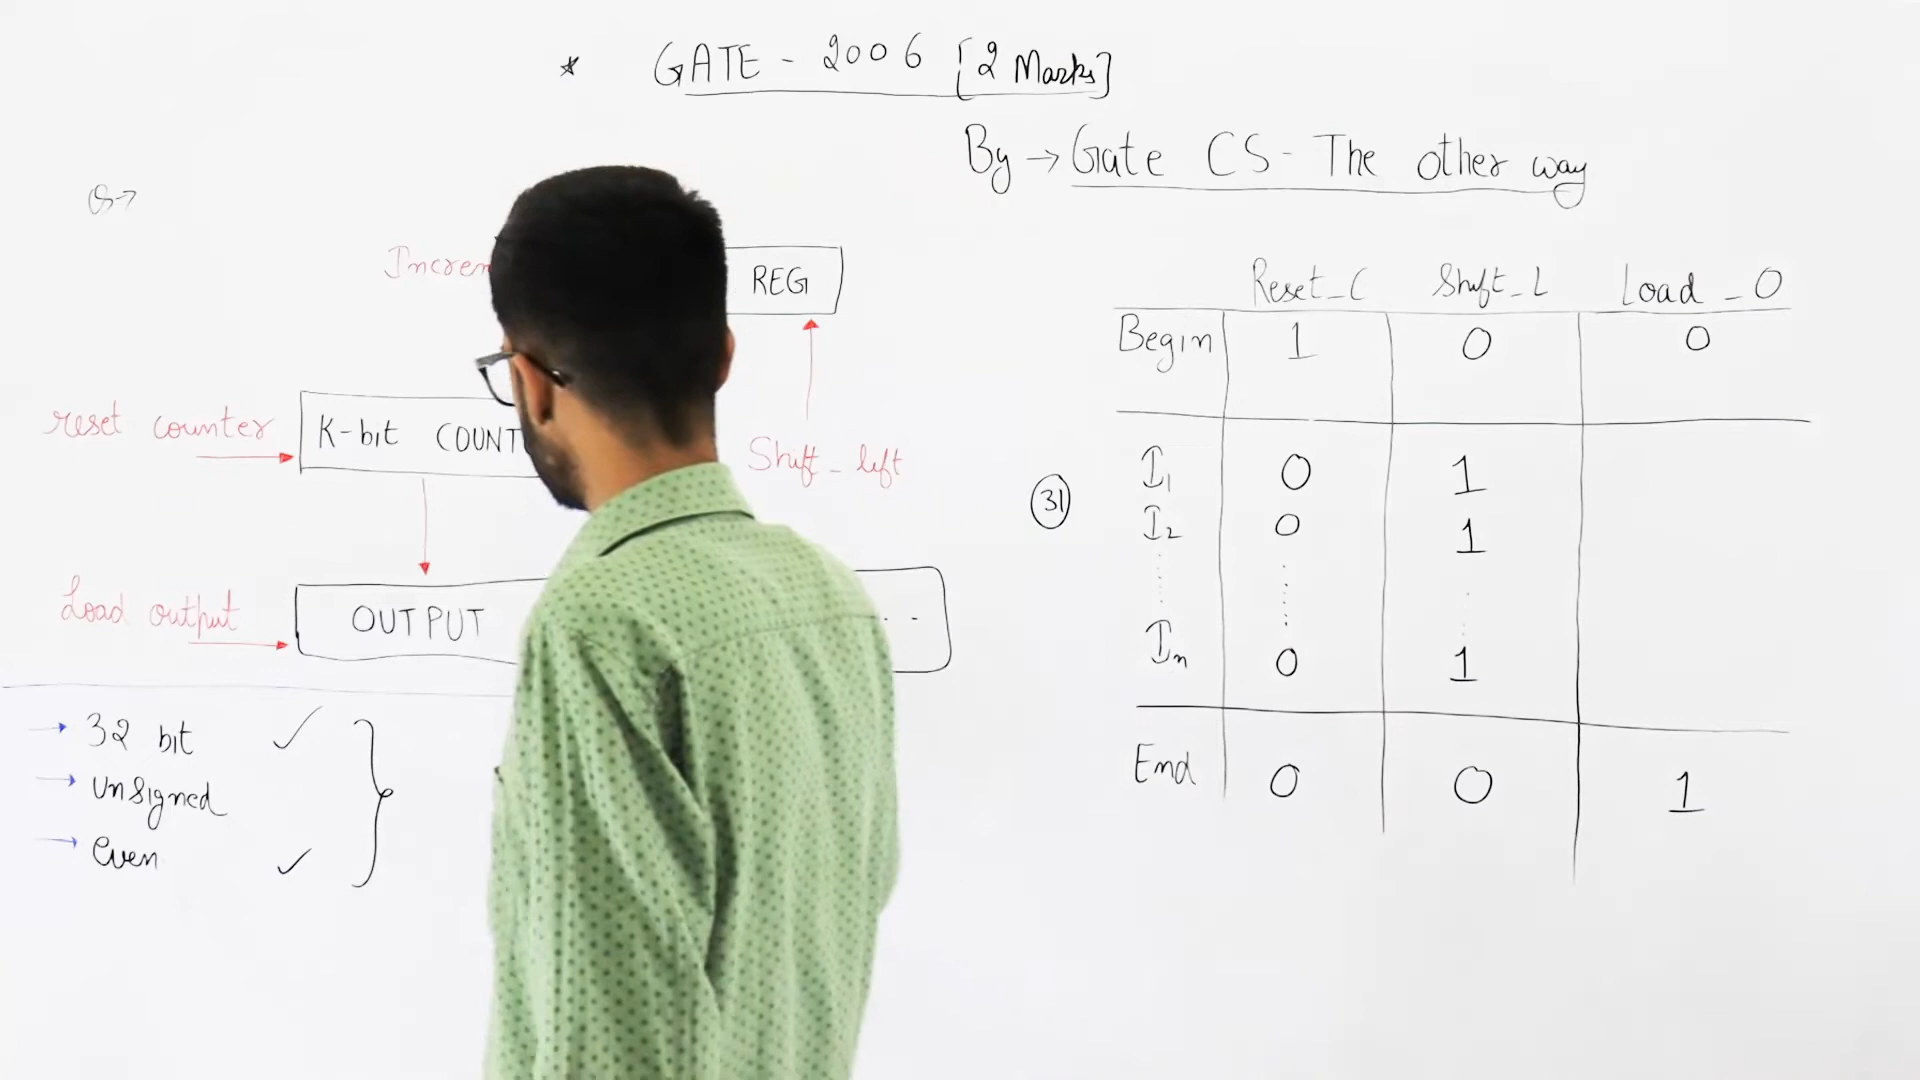 * GATE - 2006 [2 Marks]
By → Gate CS - The other way
Q→
REG
reset counter
K-bit COUNT
Shift_left
Load output
OUTPUT
→ 32 bit ✓
→ unsigned
→ even ✓
Reset_C Shift_L Load_O
Begin 1 0 0
31
I1 0 1
I2 0 1
In 0 1
End 0 0 1